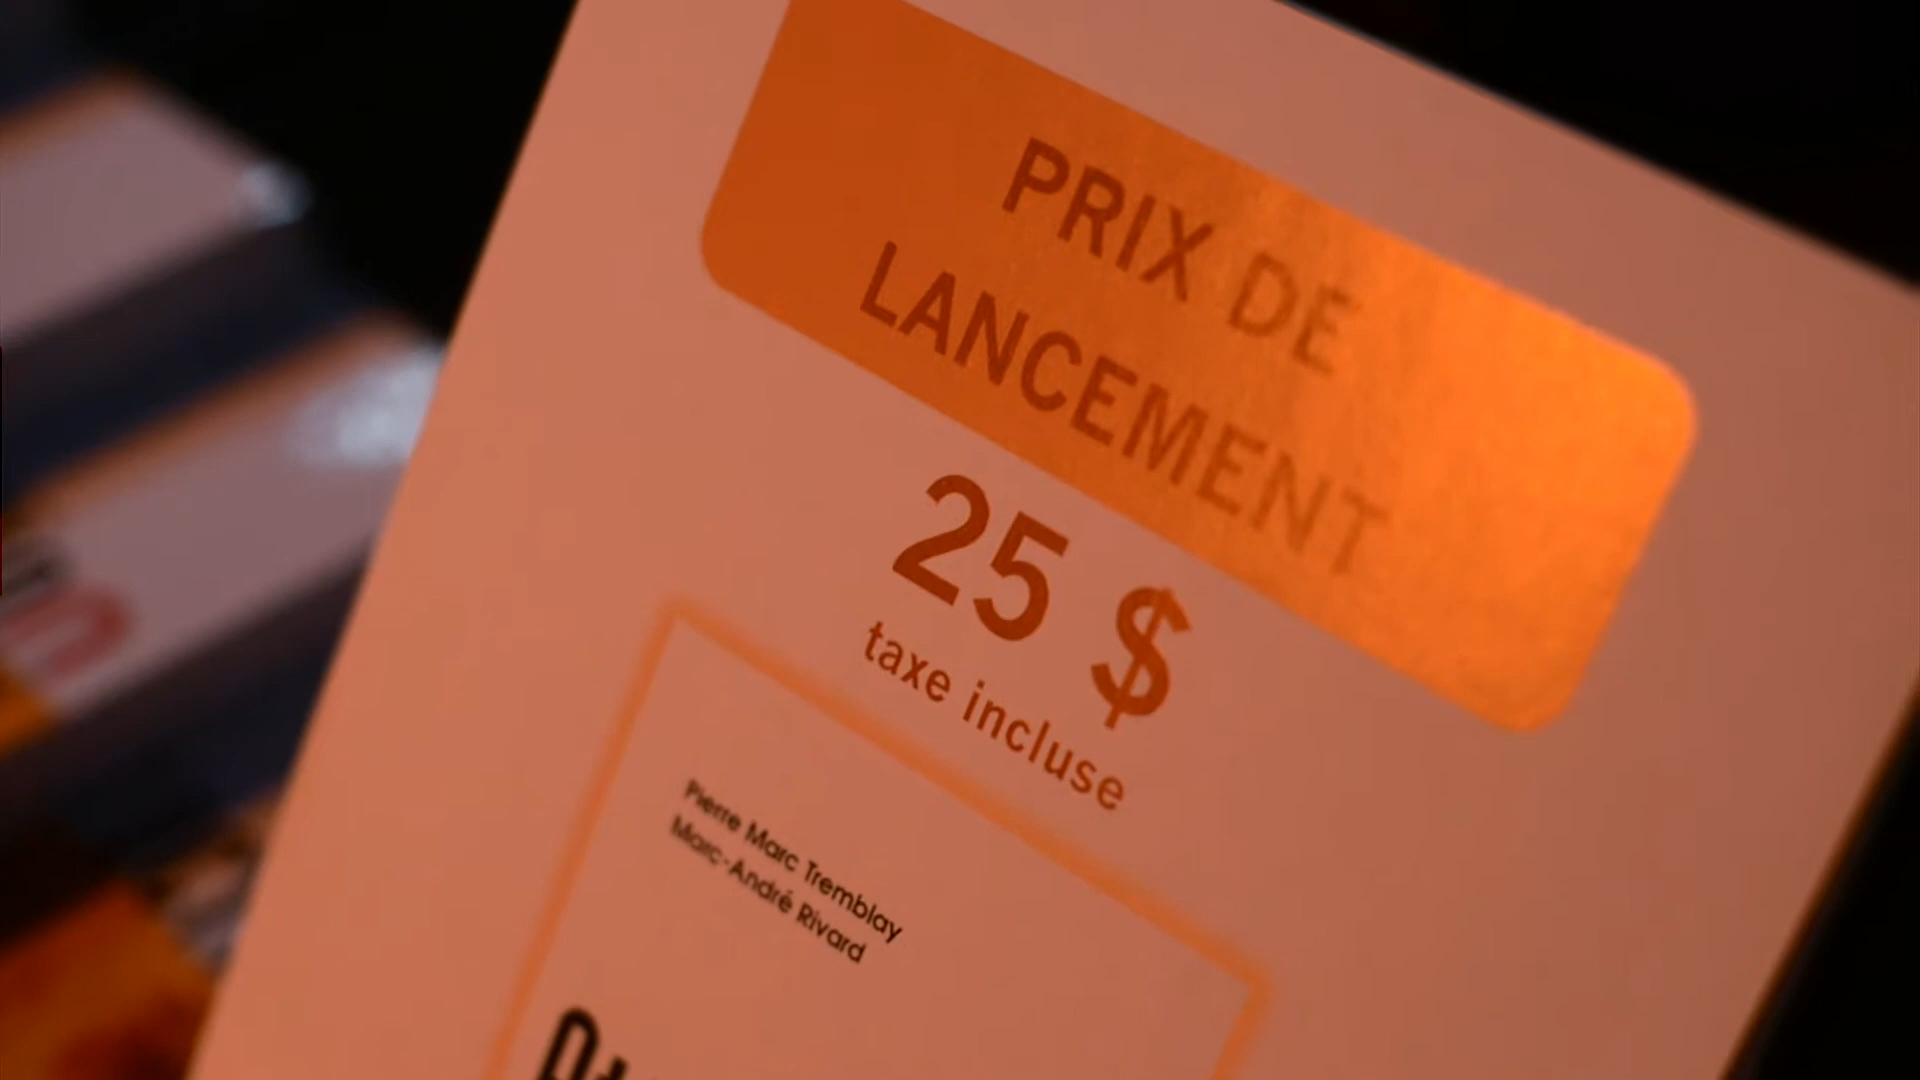 PRIX DE
LANCEMENT
25 $
taxe incluse
Pierre Marc Tremblay
Marc-André Rivard